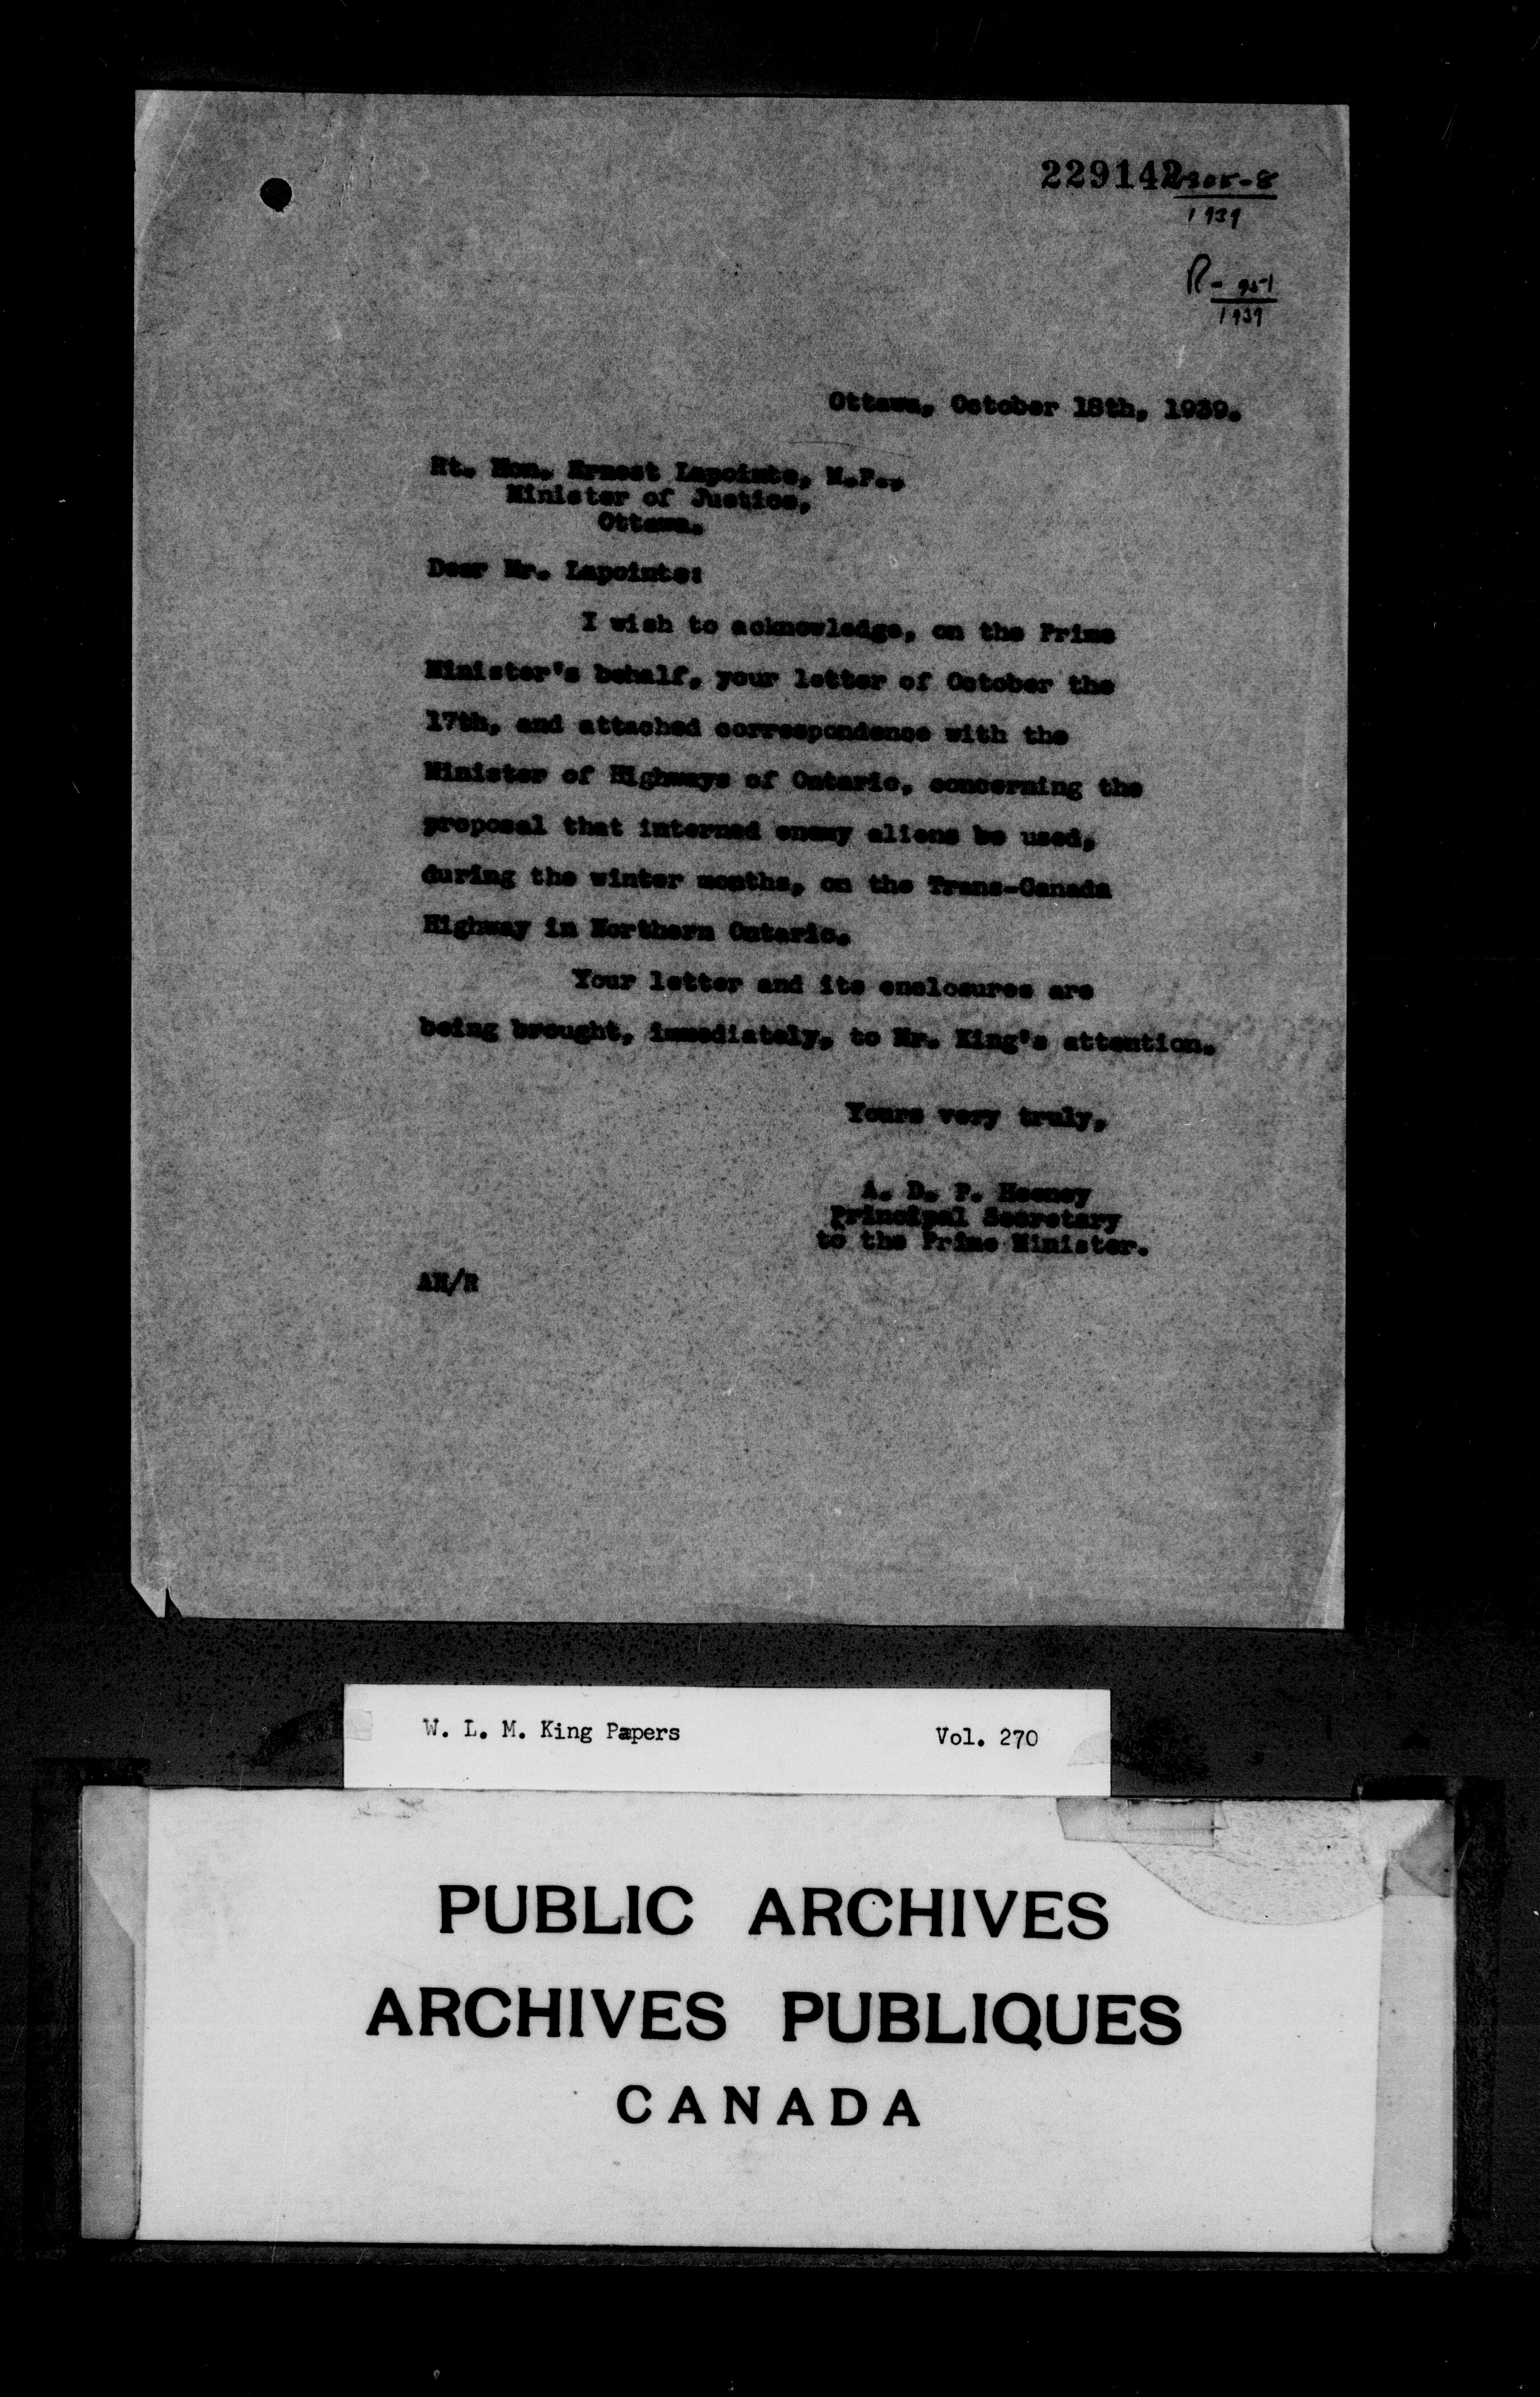 229142
1939
R-951
1939
Ottawa, October 18th, 1939.
Rt. Hon. Ernest Lapointe, M.P.,
Minister of Justice,
Ottawa.
Dear Mr. Lapointe:
I wish to acknowledge, on the Prime
Minister's behalf, your letter of October the
17th, and attached correspondence with the
Minister of Highways of Ontario, concerning the
proposal that interned enemy aliens be used,
during the winter months, on the Trans-Canada
Highway in Northern Ontario.
Your letter and its enclosures are
being brought, immediately, to Mr. King's attention.
Yours very truly,
A. D. P. Heeney
Principal Secretary
to the Prime Minister.
AH/R
W. L. M. King Papers Vol. 270
PUBLIC ARCHIVES
ARCHIVES PUBLIQUES
CANADA